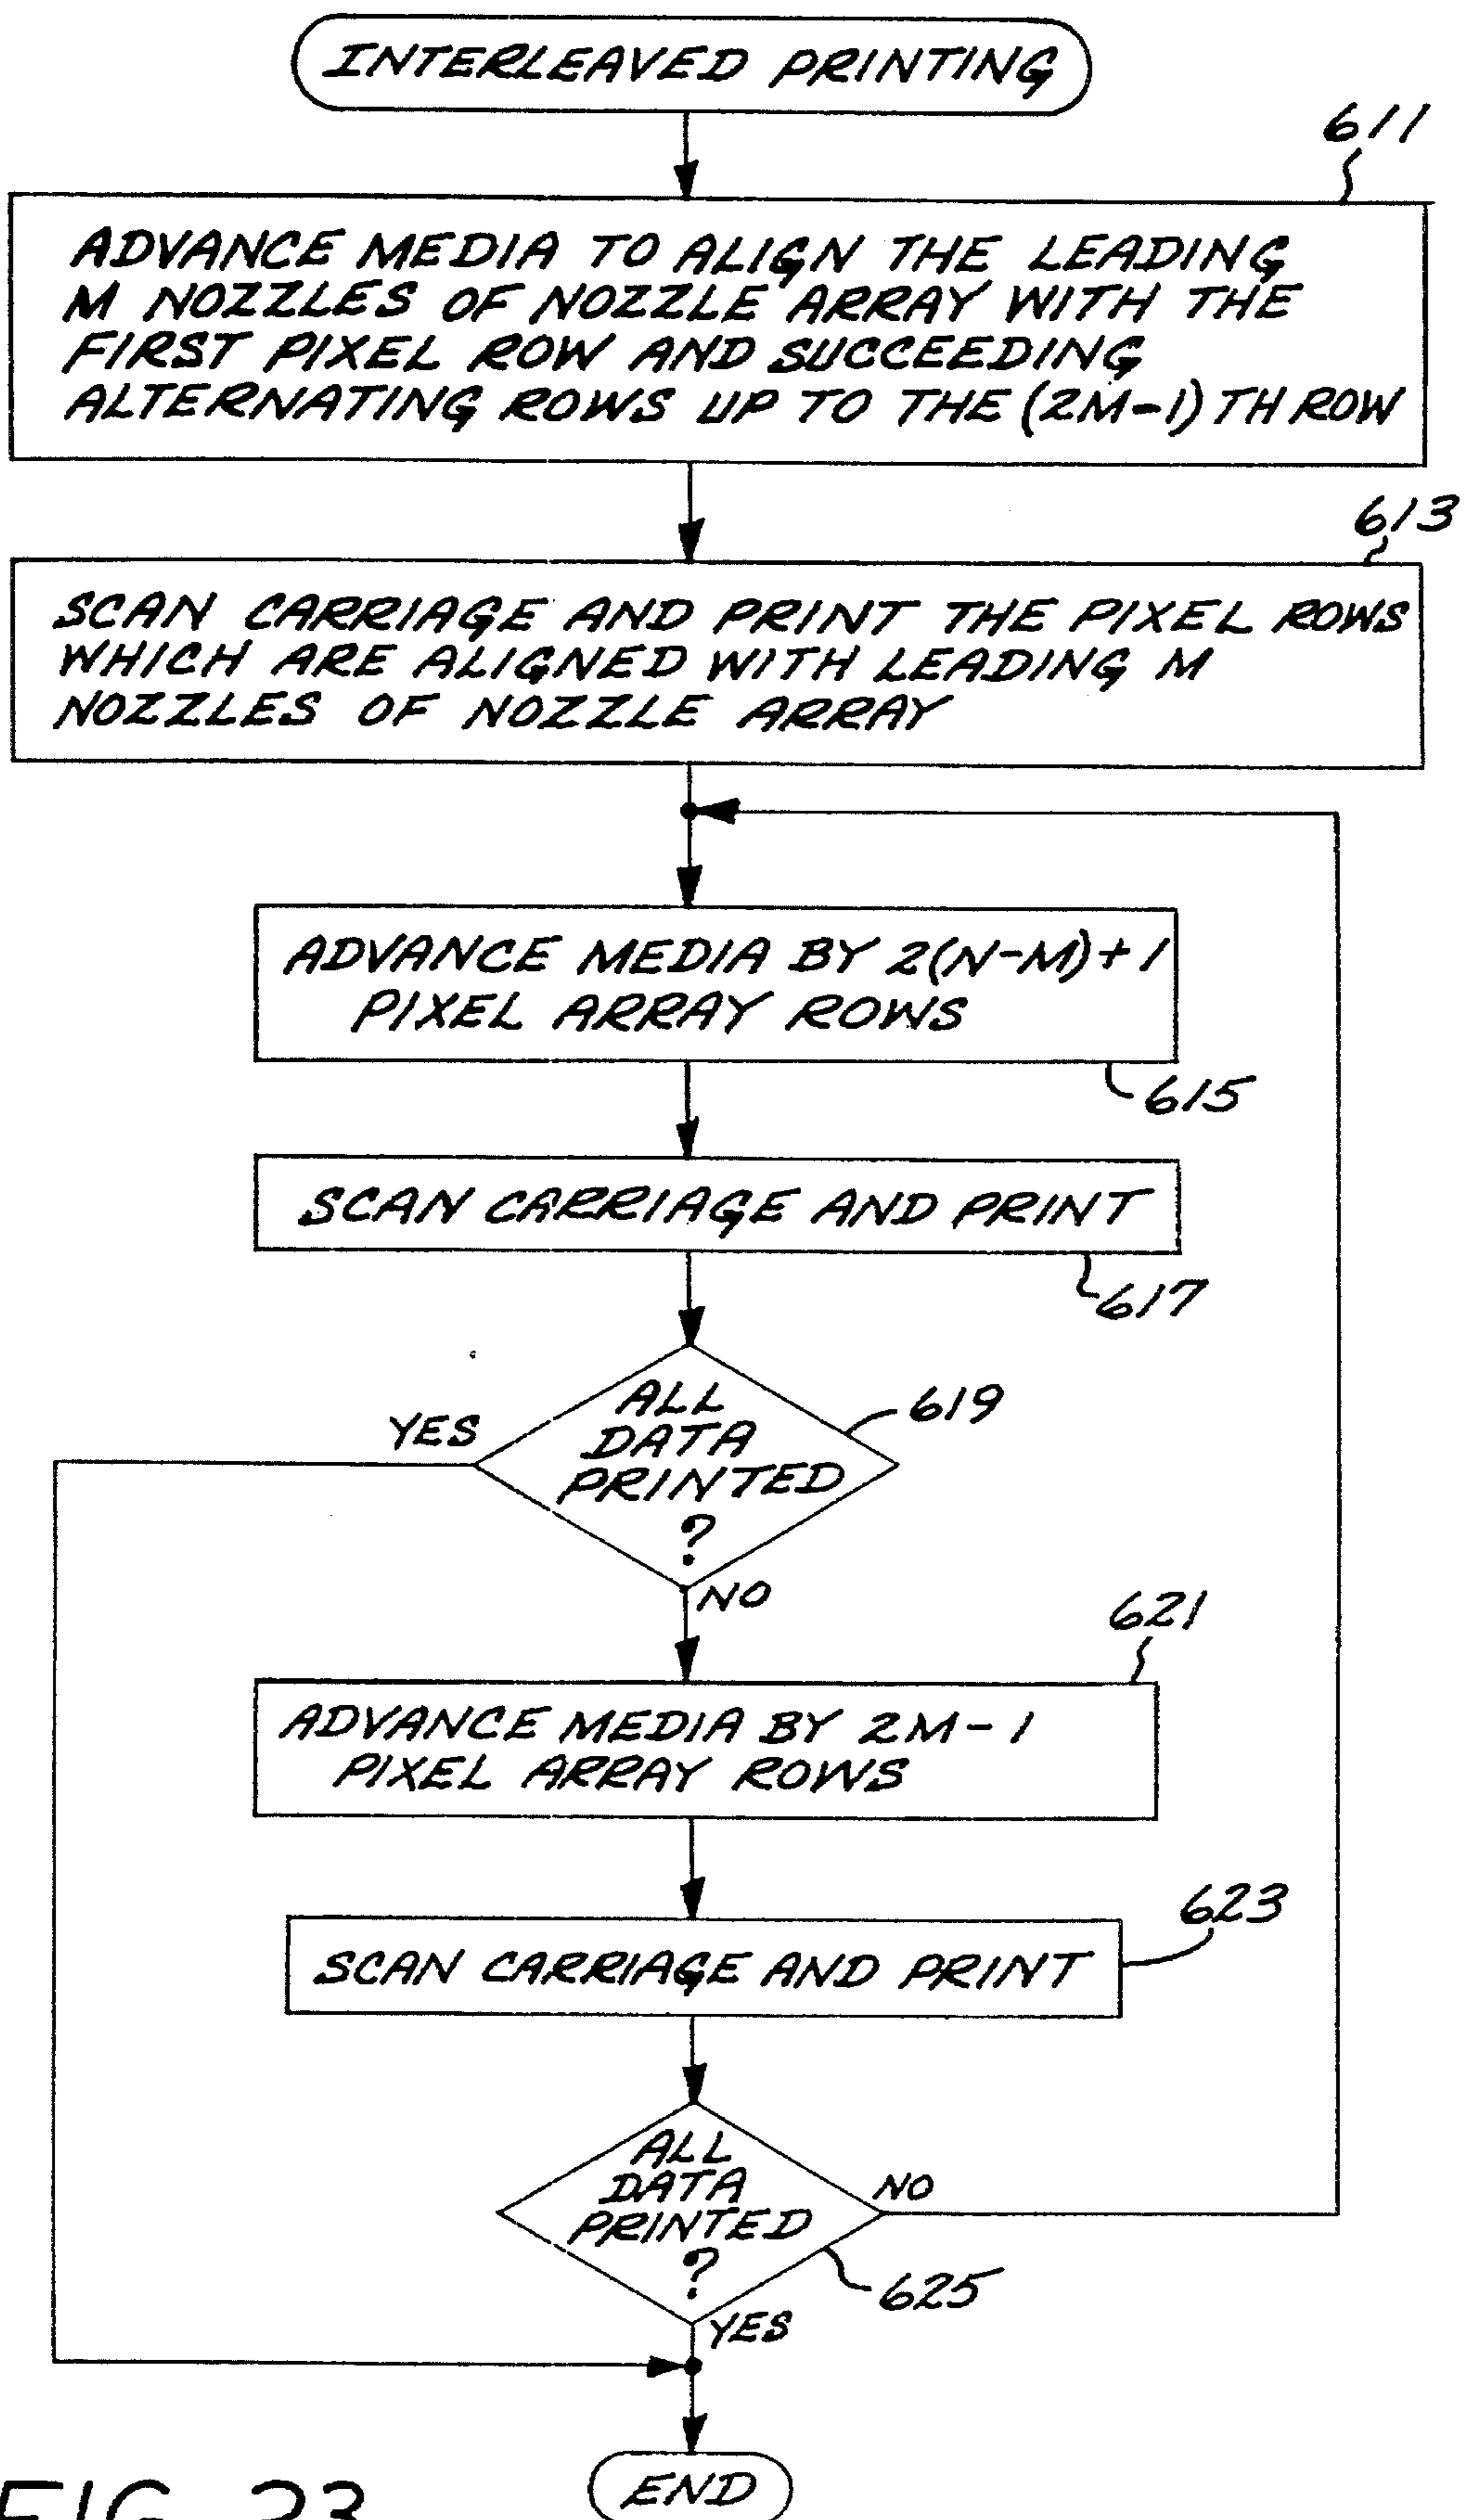 INTERLEAVED PRINTING
611
ADVANCE MEDIA TO ALIGN THE LEADING
M NOZZLES OF NOZZLE ARRAY WITH THE
FIRST PIXEL ROW AND SUCCEEDING
ALTERNATING ROWS UP TO THE (2M-1)TH ROW
613
SCAN CARRIAGE AND PRINT THE PIXEL ROWS
WHICH ARE ALIGNED WITH LEADING M
NOZZLES OF NOZZLE ARRAY
ADVANCE MEDIA BY 2(N-M)+1
PIXEL ARRAY ROWS
615
SCAN CARRIAGE AND PRINT
617
ALL
DATA
PRINTED
?
619
YES
NO
621
ADVANCE MEDIA BY 2M-1
PIXEL ARRAY ROWS
623
SCAN CARRIAGE AND PRINT
ALL
DATA
PRINTED
?
NO
625
YES
END
FIG. 23